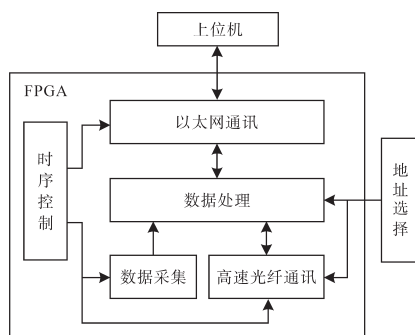 上位机
FPGA
以太网通讯
时序控制
数据处理
地址选择
数据采集
高速光纤通讯